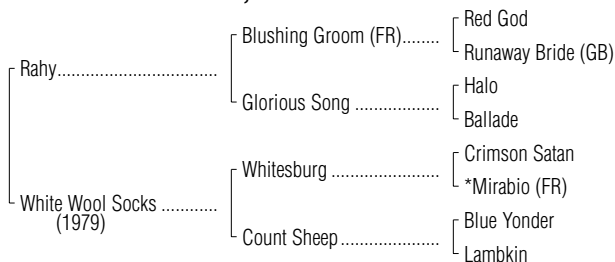 Red God
Blushing Groom (FR)........
Runaway Bride (GB)
Rahy..................................
Halo
Glorious Song ..................
Ballade
Crimson Satan
Whitesburg .......................
*Mirabio (FR)
White Wool Socks ............
(1979)
Blue Yonder
Count Sheep.....................
Lambkin